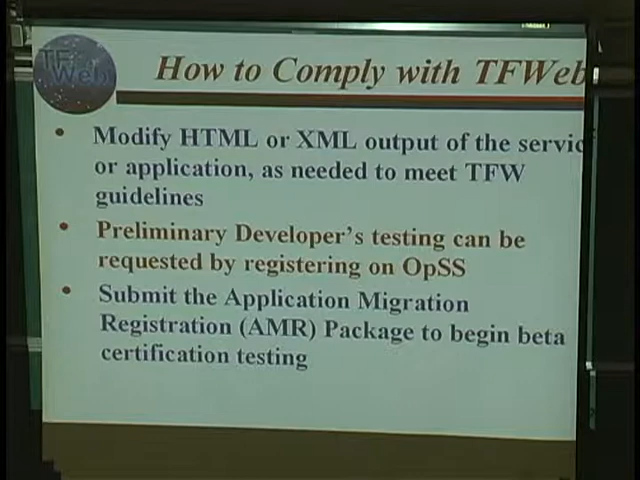 TF
Web
How to Comply with TFWeb
• Modify HTML or XML output of the servic
or application, as needed to meet TFW
guidelines
• Preliminary Developer's testing can be
requested by registering on OpSS
• Submit the Application Migration
Registration (AMR) Package to begin beta
certification testing